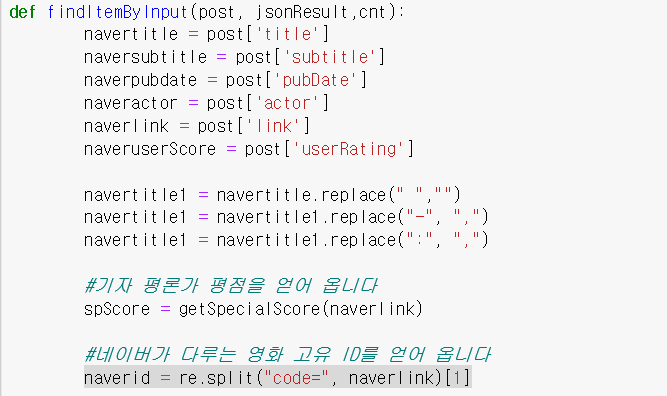 def findItemByInput(post, jsonResult,cnt):
navertitle = post['title']
naversubtitle = post['subtitle']
naverpubdate = post['pubDate']
naveractor = post['actor']
naverlink = post['link']
naveruserScore = post['userRating']
navertitle1 = navertitle.replace(" ","")
navertitle1 = navertitle1.replace("-", ",")
navertitle1 = navertitle1.replace(":", ",")
#기자 평론가 평점을 얻어 옵니다
spScore = getSpecialScore(naverlink)
#네이버가 다루는 영화 고유 ID를 얻어 옵니다
naverid = re.split("code=", naverlink)[1]